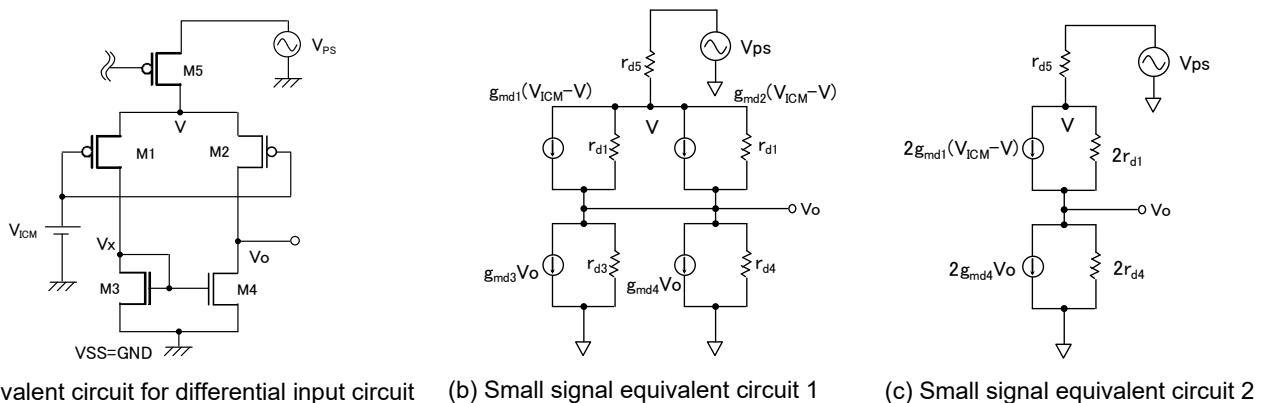 V_PS
M5
V
M1
M2
V_ICM
Vx
Vo
M3
M4
VSS=GND
valent circuit for differential input circuit
Vps
r_d5
g_md1(V_ICM−V)
g_md2(V_ICM−V)
V
r_d1
r_d1
Vo
g_md3Vo
r_d3
g_md4Vo
r_d4
(b) Small signal equivalent circuit 1
Vps
r_d5
V
2g_md1(V_ICM−V)
2r_d1
Vo
2g_md4Vo
2r_d4
(c) Small signal equivalent circuit 2